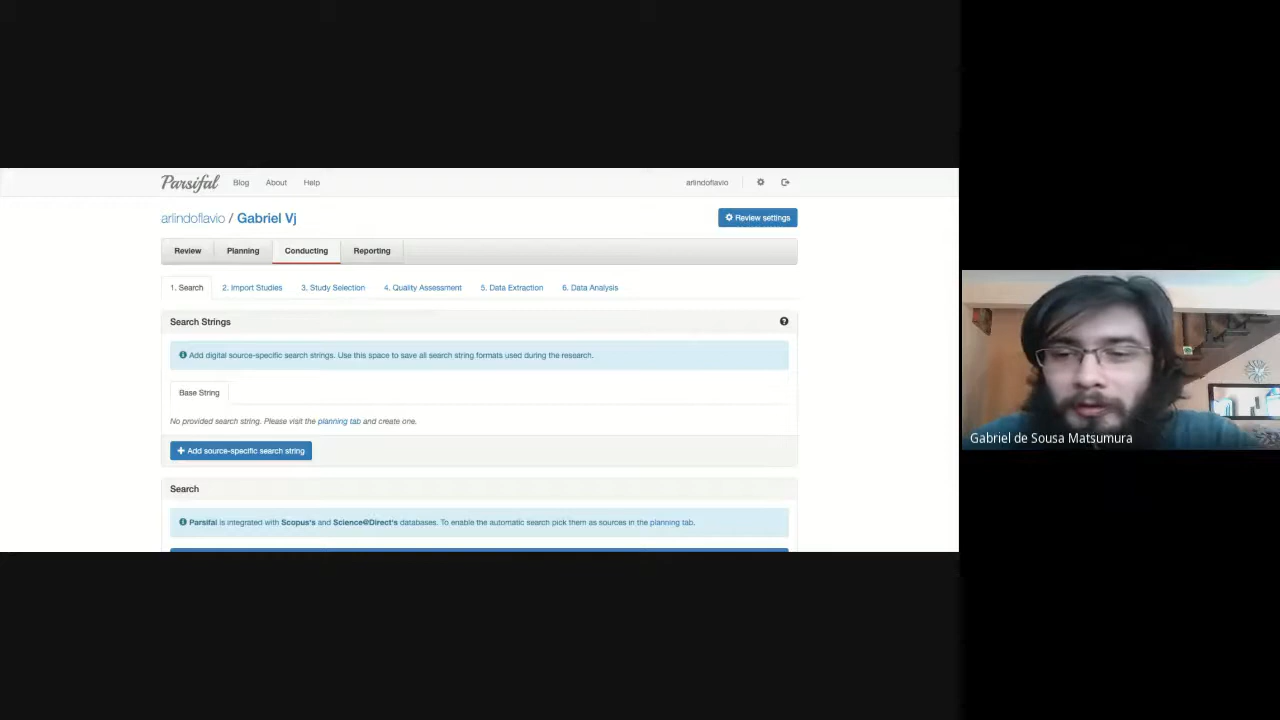 Parsifal Blog About Help arlindoflavio
arlindoflavio / Gabriel Vj Review settings
Review Planning Conducting Reporting
1. Search 2. Import Studies 3. Study Selection 4. Quality Assessment 5. Data Extraction 6. Data Analysis
Search Strings
Add digital source-specific search strings. Use this space to save all search string formats used during the research.
Base String
No provided search string. Please visit the planning tab and create one.
+ Add source-specific search string
Search
Parsifal is integrated with Scopus's and Science@Direct's databases. To enable the automatic search pick them as sources in the planning tab.
Gabriel de Sousa Matsumura